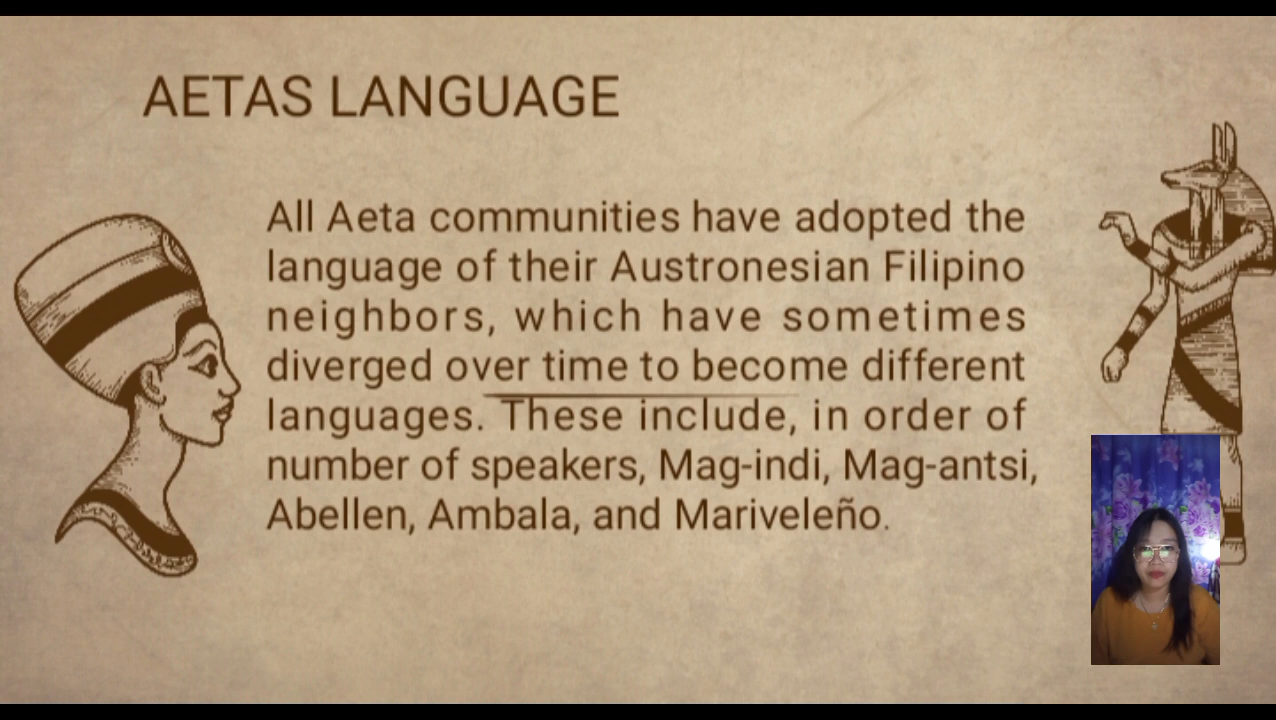 AETAS LANGUAGE
All Aeta communities have adopted the
language of their Austronesian Filipino
neighbors, which have sometimes
diverged over time to become different
languages. These include, in order of
number of speakers, Mag-indi, Mag-antsi,
Abellen, Ambala, and Mariveleño.